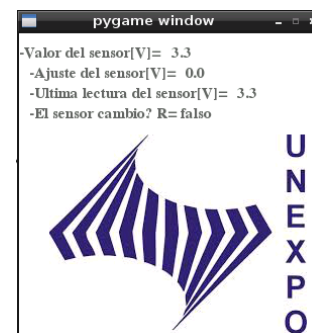 pygame window
-Valor del sensor[V]= 3.3
-Ajuste del sensor[V]= 0.0
-Ultima lectura del sensor[V]= 3.3
-El sensor cambio? R= falso
UNEXPO